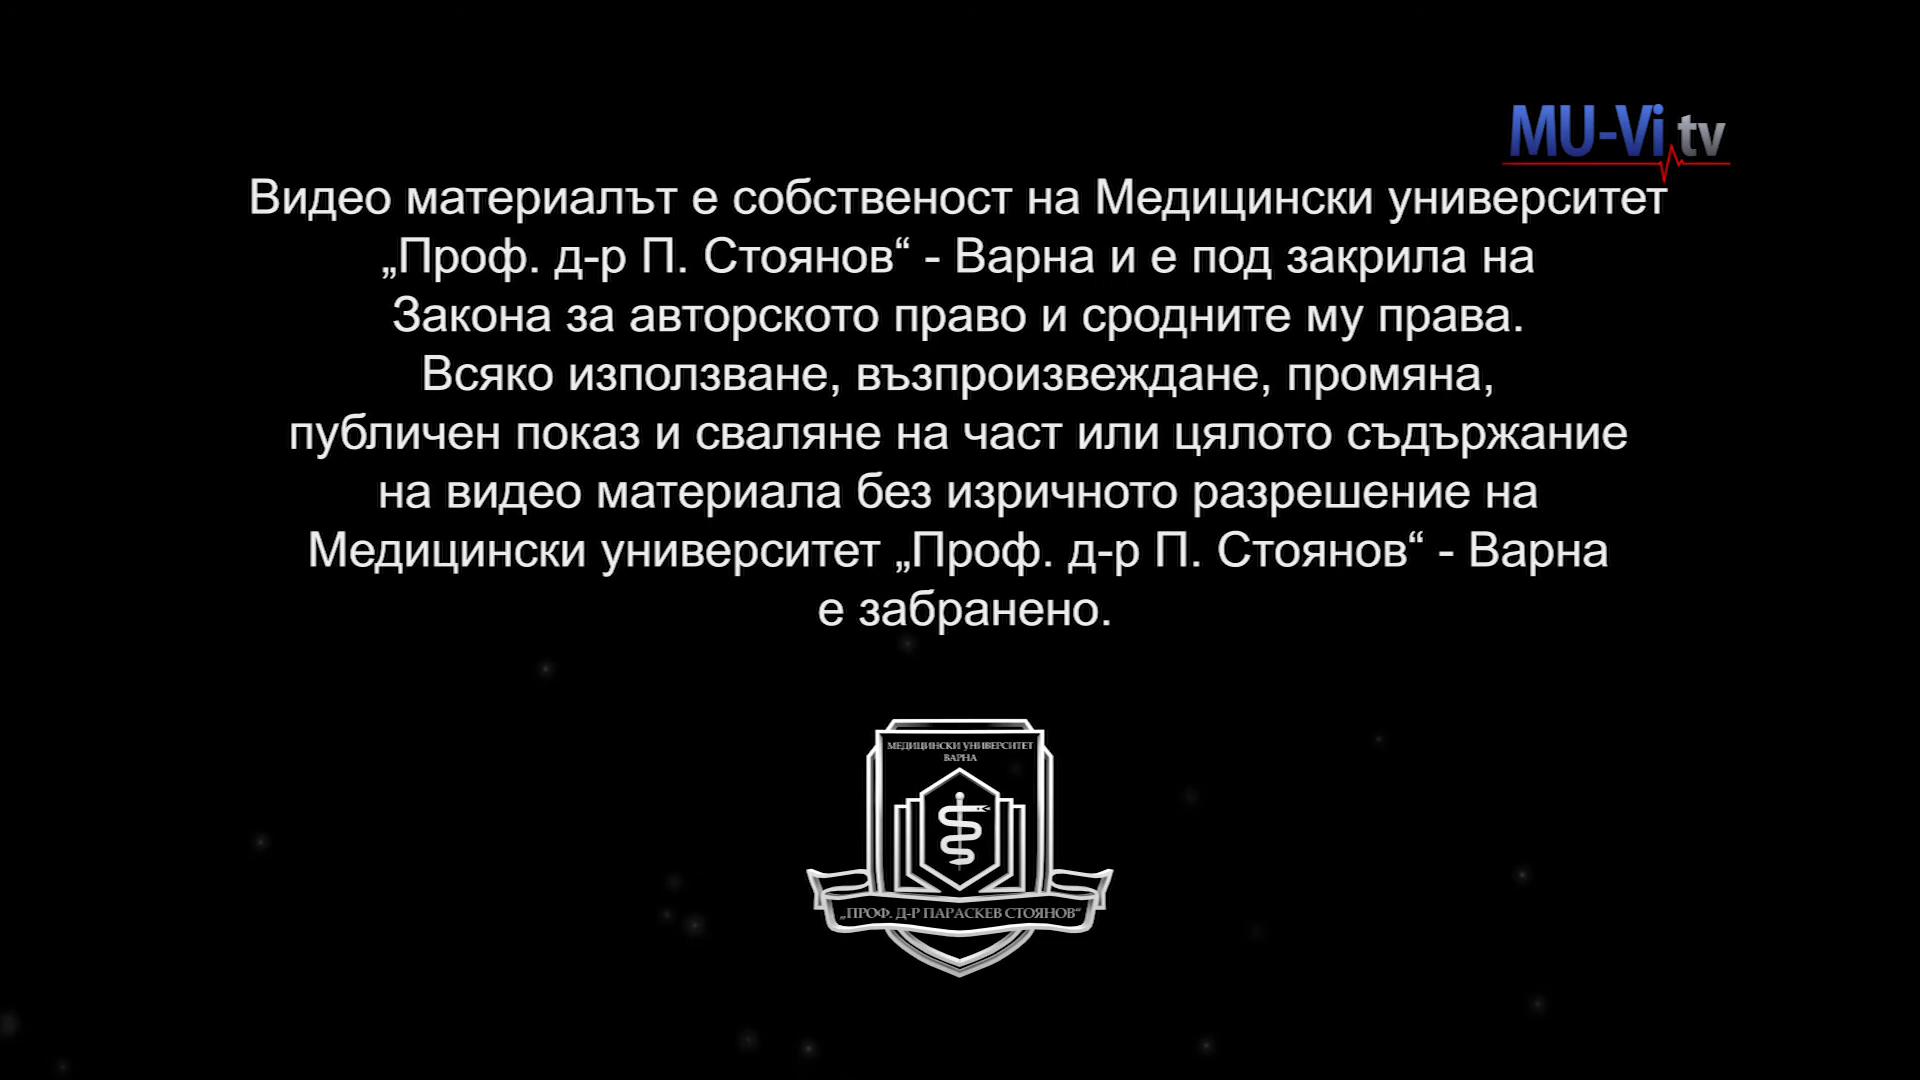 MU-Vi.tv
Видео материалът е собственост на Медицински университет
„Проф. д-р П. Стоянов“ - Варна и е под закрила на
Закона за авторското право и сродните му права.
Всяко използване, възпроизвеждане, промяна,
публичен показ и сваляне на част или цялото съдържание
на видео материала без изричното разрешение на
Медицински университет „Проф. д-р П. Стоянов“ - Варна
е забранено.
МЕДИЦИНСКИ УНИВЕРСИТЕТ
ВАРНА
„ПРОФ. Д-Р ПАРАСКЕВ СТОЯНОВ“